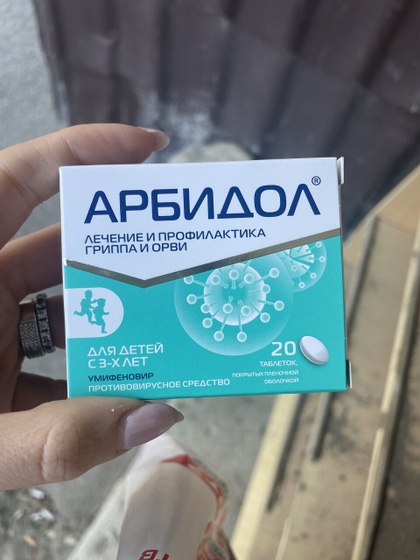 АРБИДОЛ®
ЛЕЧЕНИЕ И ПРОФИЛАКТИКА
ГРИППА И ОРВИ
ДЛЯ ДЕТЕЙ
С 3-Х ЛЕТ
УМИФЕНОВИР
ПРОТИВОВИРУСНОЕ СРЕДСТВО
20
ТАБЛЕТОК,
ПОКРЫТЫХ ПЛЕНОЧНОЙ
ОБОЛОЧКОЙ